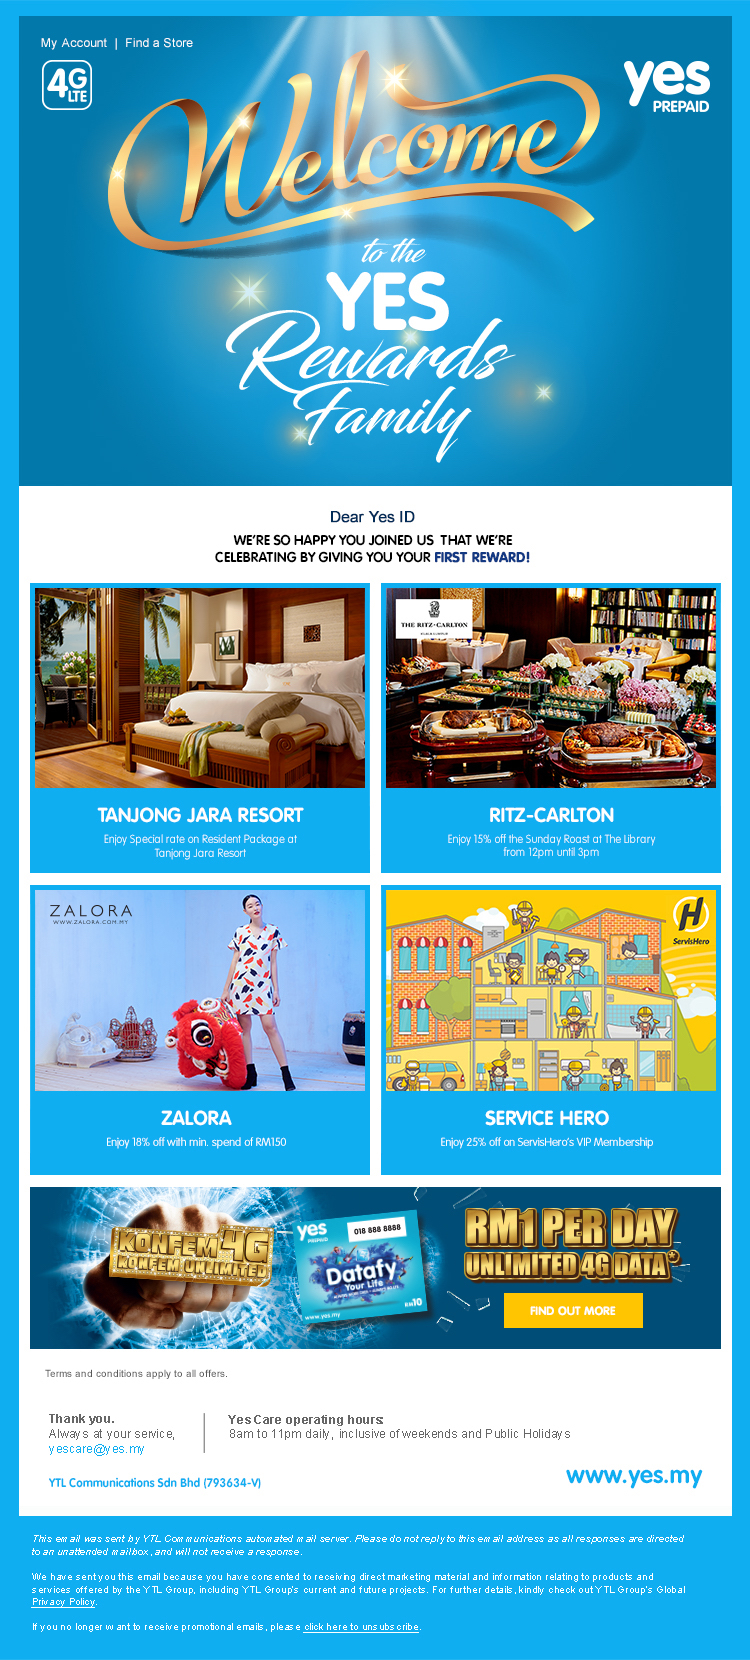 My Account | Find a Store
4G
LTE
yes
PREPAID
Welcome
to the
YES
Rewards
Family
Dear Yes ID
WE'RE SO HAPPY YOU JOINED US THAT WE'RE
CELEBRATING BY GIVING YOU YOUR FIRST REWARD!
THE RITZ-CARLTON
TANJONG JARA RESORT
Enjoy Special rate on Resident Package at
Tanjong Jara Resort
RITZ-CARLTON
Enjoy 15% off the Sunday Roast at The Library
from 12pm until 3pm
ZALORA
WWW.ZALORA.COM.MY
H
ServisHero
ZALORA
Enjoy 18% off with min. spend of RM150
SERVICE HERO
Enjoy 25% off on ServisHero's VIP Membership
KONFEM 4G
KONFEM UNLIMITED
yes
PREPAID
018 888 8888
Datafy
Your Life
www.yes.my
RM10
RM1 PER DAY
UNLIMITED 4G DATA*
FIND OUT MORE
Terms and conditions apply to all offers.
Thank you.
Always at your service,
yescare@yes.my
Yes Care operating hours:
8am to 11pm daily, inclusive of weekends and Public Holidays
YTL Communications Sdn Bhd (793634-V)
www.yes.my
This email was sent by YTL Communications automated mail server. Please do not reply to this email address as all responses are directed
to an unattended mailbox, and will not receive a response.
We have sent you this email because you have consented to receiving direct marketing material and information relating to products and
services offered by the YTL Group, including YTL Group's current and future projects. For further details, kindly check out YTL Group's Global
Privacy Policy.
If you no longer want to receive promotional emails, please click here to unsubscribe.